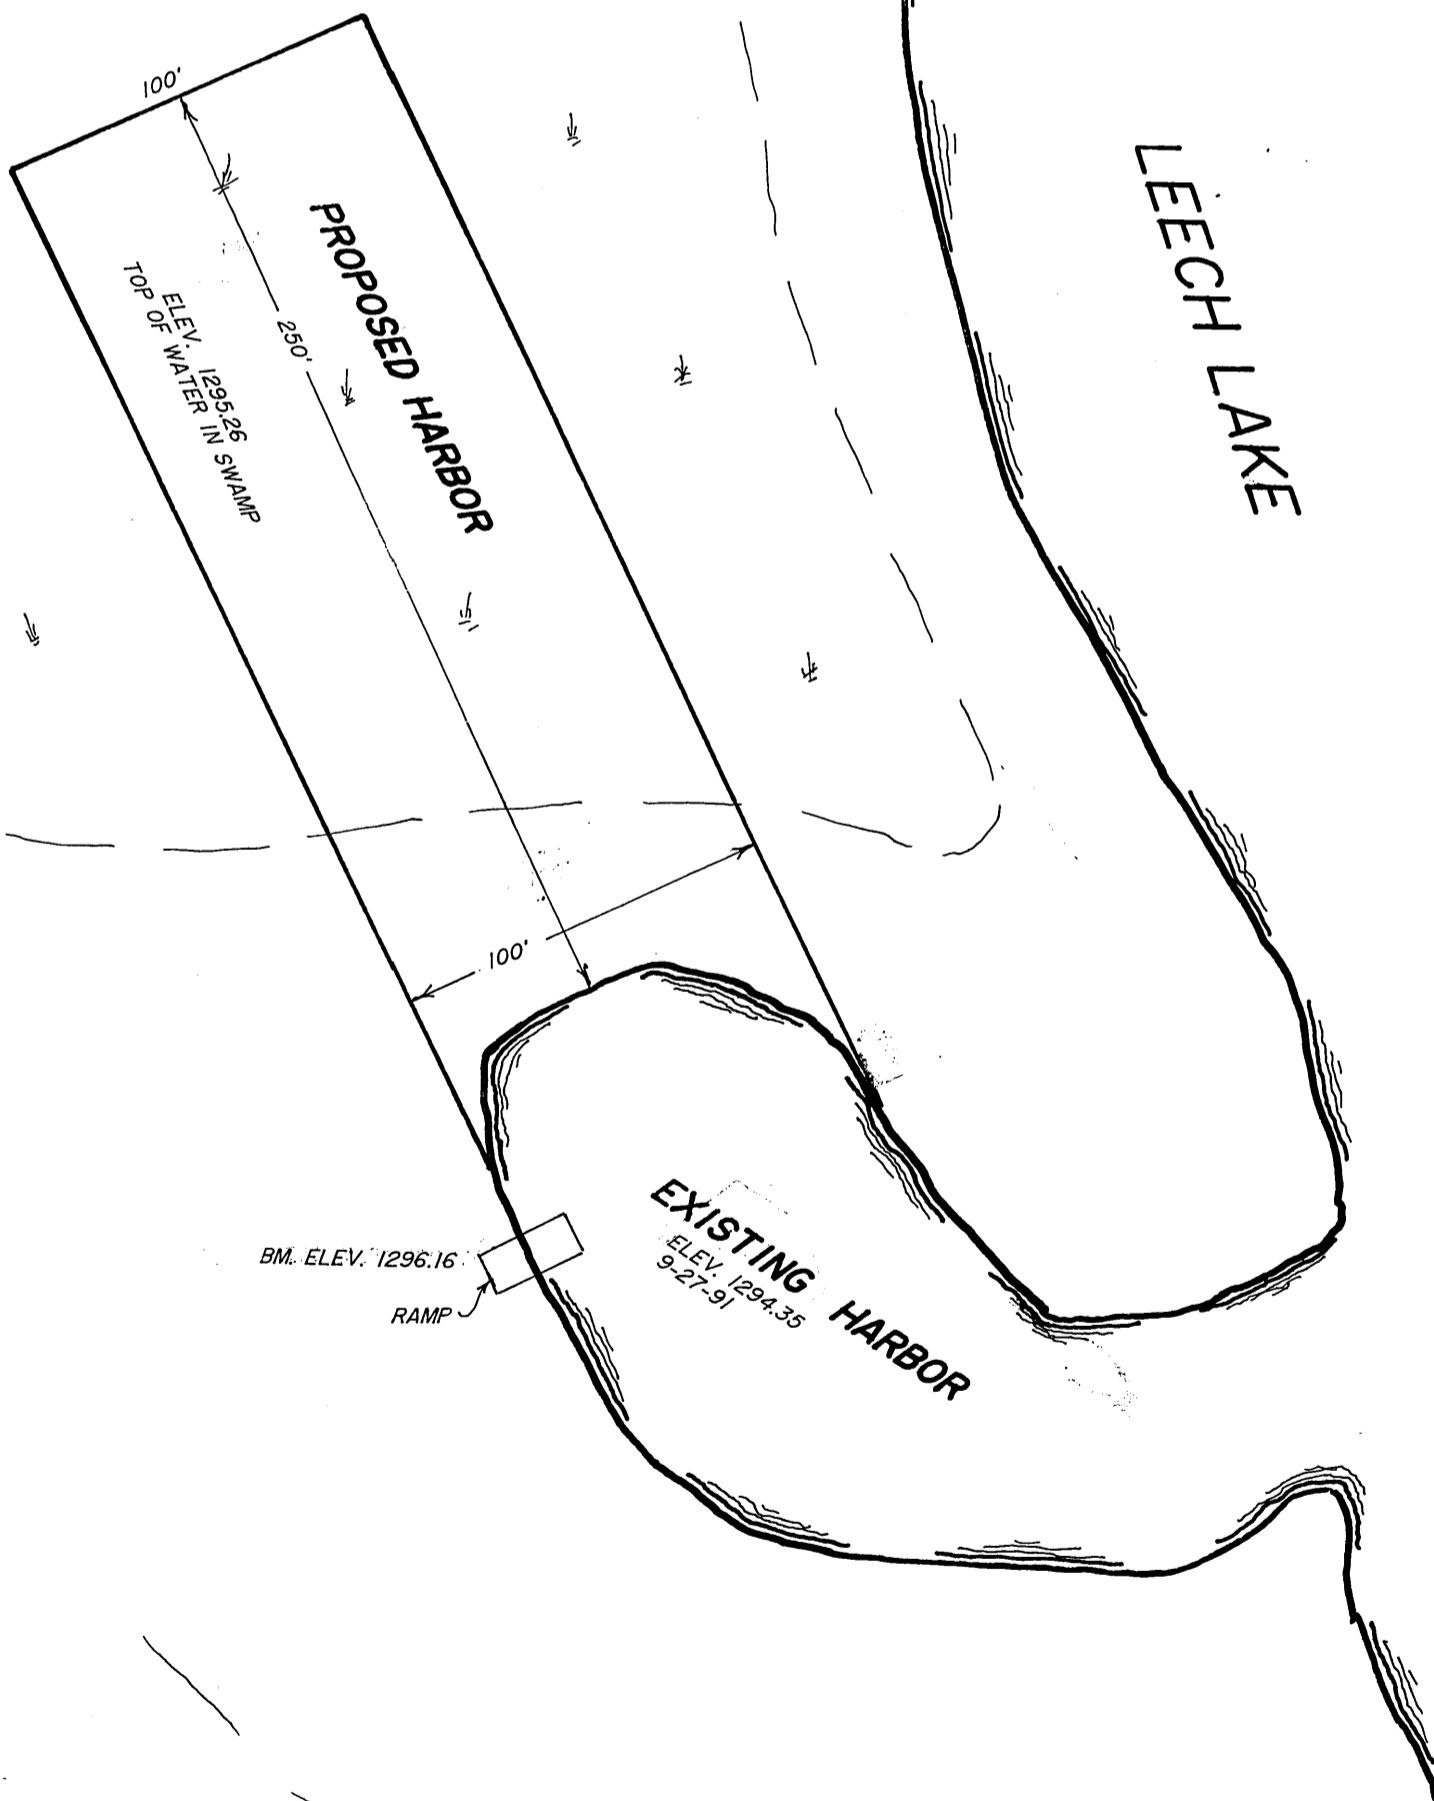 100'
LEECH LAKE
PROPOSED HARBOR
250'
ELEV. 1295.26
TOP OF WATER IN SWAMP
100'
EXISTING HARBOR
ELEV. 1294.35
9-27-91
BM. ELEV. 1296.16
RAMP